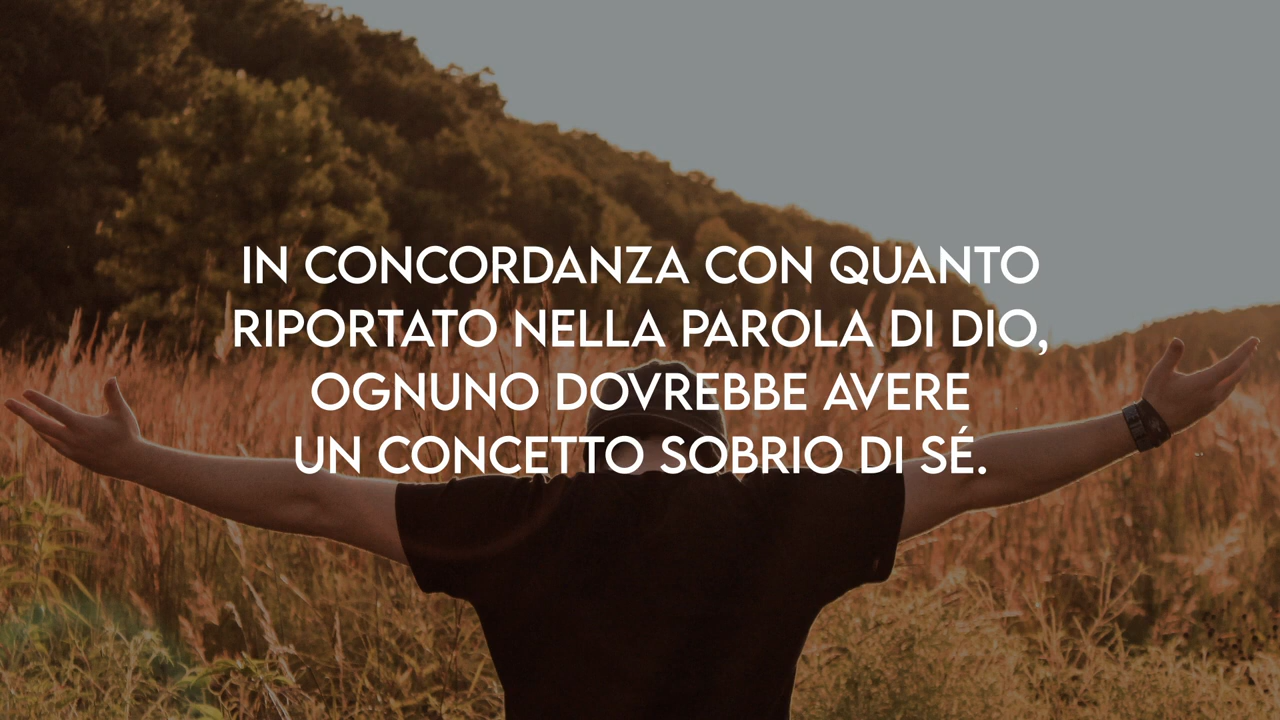 IN CONCORDANZA CON QUANTO
RIPORTATO NELLA PAROLA DI DIO,
OGNUNO DOVREBBE AVERE
UN CONCETTO SOBRIO DI SÉ.